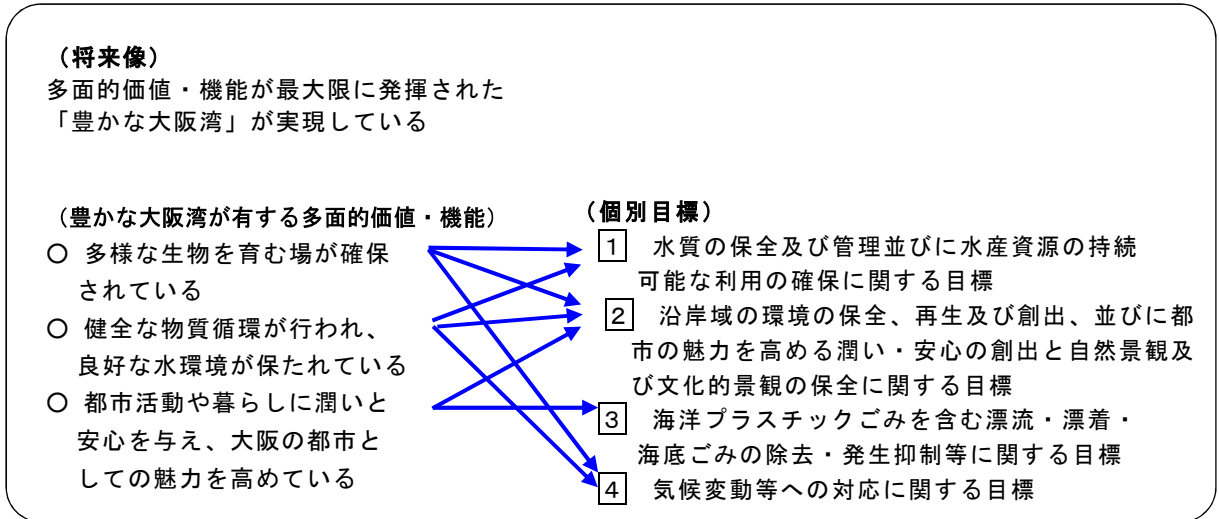 （将来像）
多面的価値・機能が最大限に発揮された
「豊かな大阪湾」が実現している
（豊かな大阪湾が有する多面的価値・機能）
○ 多様な生物を育む場が確保
されている
○ 健全な物質循環が行われ、
良好な水環境が保たれている
○ 都市活動や暮らしに潤いと
安心を与え、大阪の都市と
しての魅力を高めている
（個別目標）
1 水質の保全及び管理並びに水産資源の持続
可能な利用の確保に関する目標
2 沿岸域の環境の保全、再生及び創出、並びに都
市の魅力を高める潤い・安心の創出と自然景観及
び文化的景観の保全に関する目標
3 海洋プラスチックごみを含む漂流・漂着・
海底ごみの除去・発生抑制等に関する目標
4 気候変動等への対応に関する目標